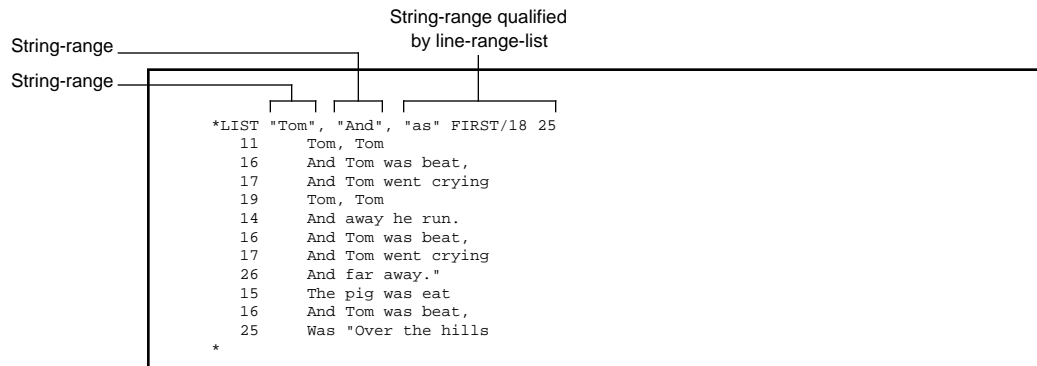 String-range qualified
by line-range-list
String-range
String-range
*LIST "Tom", "And", "as" FIRST/18 25
11 Tom, Tom
16 And Tom was beat,
17 And Tom went crying
19 Tom, Tom
14 And away he run.
16 And Tom was beat,
17 And Tom went crying
26 And far away."
15 The pig was eat
16 And Tom was beat,
25 Was "Over the hills
*